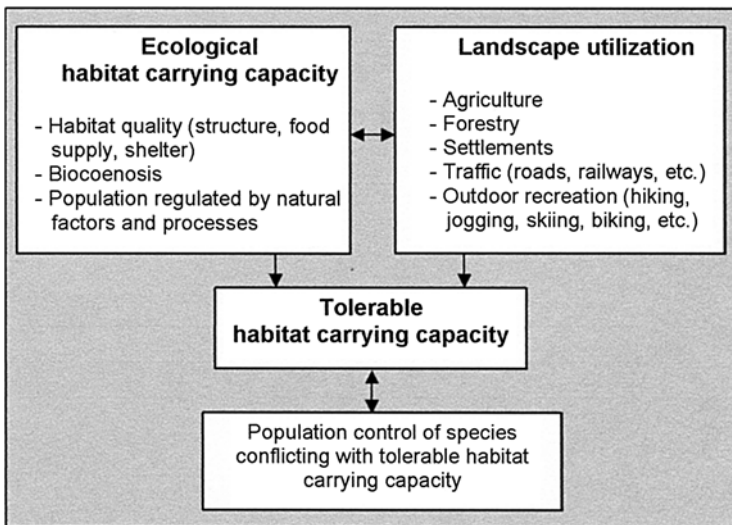 Ecological
habitat carrying capacity
- Habitat quality (structure, food
supply, shelter)
- Biocoenosis
- Population regulated by natural
factors and processes
Landscape utilization
- Agriculture
- Forestry
- Settlements
- Traffic (roads, railways, etc.)
- Outdoor recreation (hiking,
jogging, skiing, biking, etc.)
Tolerable
habitat carrying capacity
Population control of species
conflicting with tolerable habitat
carrying capacity